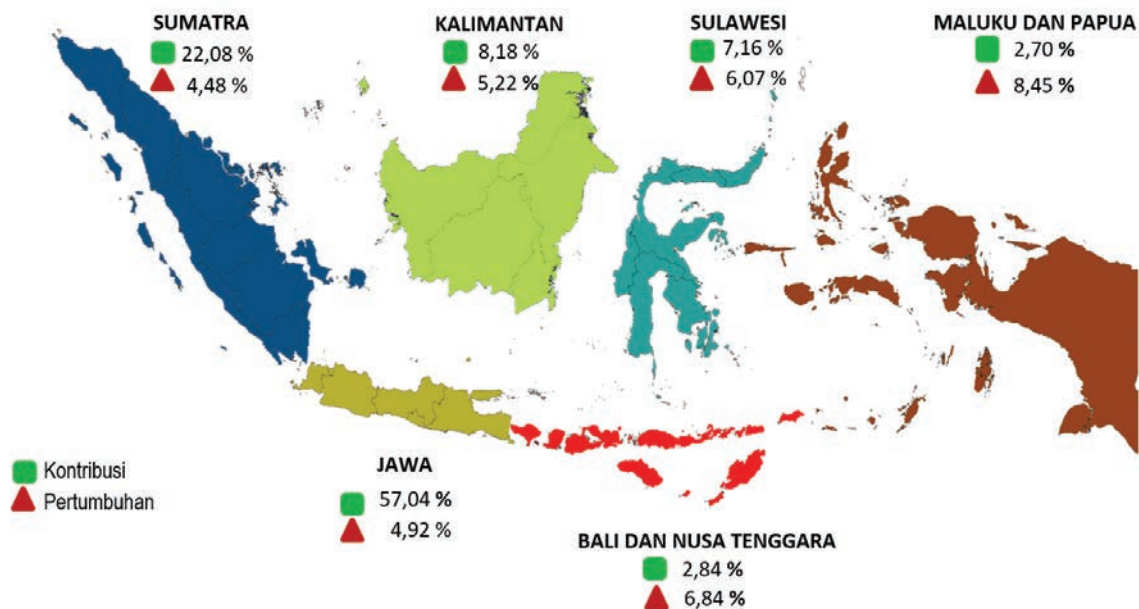 SUMATRA
22,08 %
4,48 %
KALIMANTAN
8,18 %
5,22 %
SULAWESI
7,16 %
6,07 %
MALUKU DAN PAPUA
2,70 %
8,45 %
Kontribusi
Pertumbuhan
JAWA
57,04 %
4,92 %
BALI DAN NUSA TENGGARA
2,84 %
6,84 %